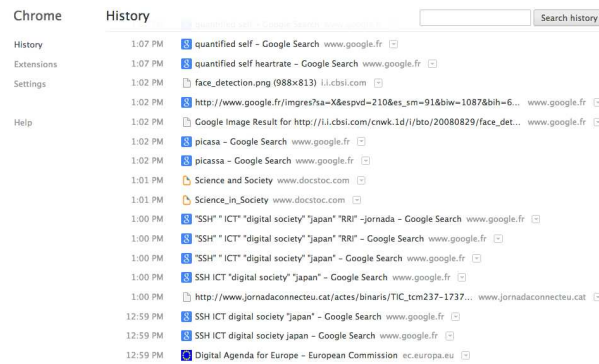 Chrome
History
Search history
History
Extensions
Settings
Help
1:07 PM quantified self - Google Search www.google.fr
1:07 PM quantified self heartrate - Google Search www.google.fr
1:02 PM face_detection.png (988×813) i.i.cbsi.com
1:02 PM http://www.google.fr/imgres?sa=X&espvd=210&es_sm=91&biw=1087&bih=6... www.google.fr
1:02 PM Google Image Result for http://i.i.cbsi.com/cnwk.1d/i/bto/20080829/face_det... www.google.fr
1:02 PM picasa - Google Search www.google.fr
1:02 PM picassa - Google Search www.google.fr
1:01 PM Science and Society www.docstoc.com
1:01 PM Science_in_Society www.docstoc.com
1:00 PM "SSH" " ICT" "digital society" "japan" "RRI" -jornada - Google Search www.google.fr
1:00 PM "SSH" " ICT" "digital society" "japan" "RRI" - Google Search www.google.fr
1:00 PM "SSH" " ICT" "digital society" "japan" - Google Search www.google.fr
1:00 PM SSH ICT "digital society" "japan" - Google Search www.google.fr
1:00 PM http://www.jornadaconnecteu.cat/actes/binaris/TIC_tcm237-1737... www.jornadaconnecteu.cat
12:59 PM SSH ICT digital society "japan" - Google Search www.google.fr
12:59 PM SSH ICT digital society japan - Google Search www.google.fr
12:59 PM Digital Agenda for Europe - European Commission ec.europa.eu